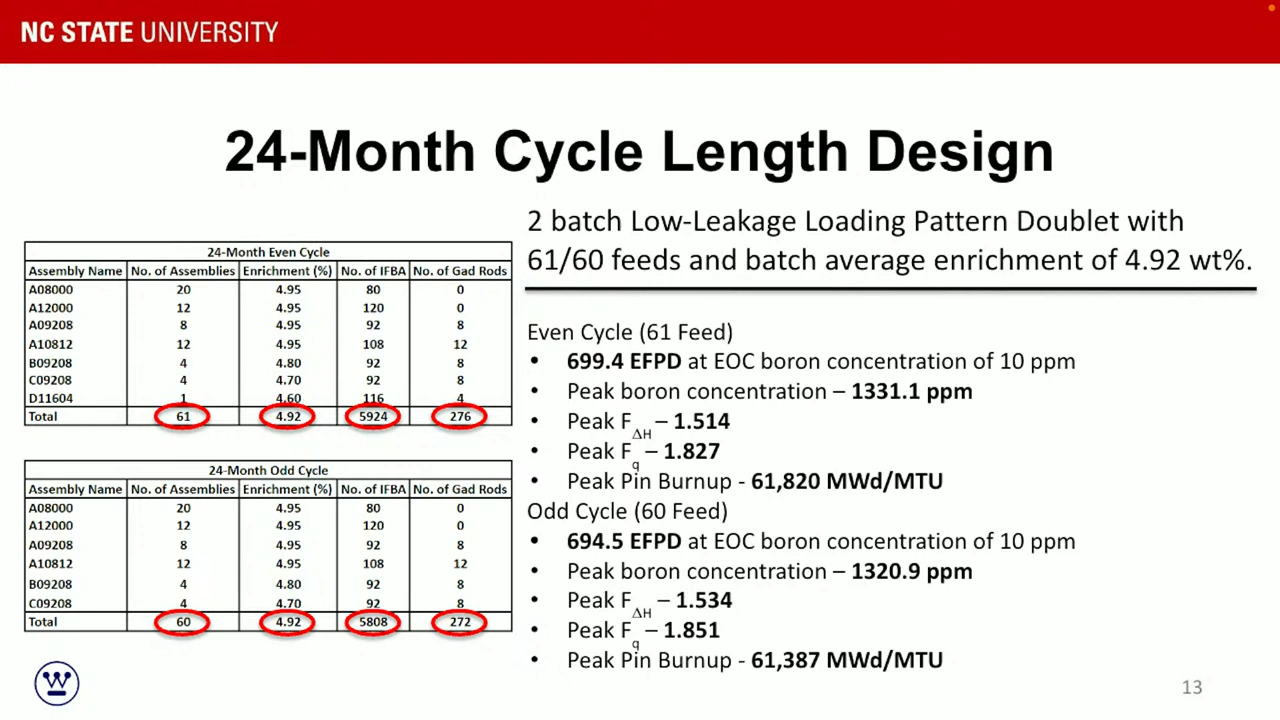 NC STATE UNIVERSITY
24-Month Cycle Length Design
24-Month Even Cycle
Assembly Name No. of Assemblies Enrichment (%) No. of IFBA No. of Gad Rods
A08000 20 4.95 80 0
A12000 12 4.95 120 0
A09208 8 4.95 92 8
A10812 12 4.95 108 12
B09208 4 4.80 92 8
C09208 4 4.70 92 8
D11604 1 4.60 116 4
Total 61 4.92 5924 276
24-Month Odd Cycle
Assembly Name No. of Assemblies Enrichment (%) No. of IFBA No. of Gad Rods
A08000 20 4.95 80 0
A12000 12 4.95 120 0
A09208 8 4.95 92 8
A10812 12 4.95 108 12
B09208 4 4.80 92 8
C09208 4 4.70 92 8
Total 60 4.92 5808 272
2 batch Low-Leakage Loading Pattern Doublet with
61/60 feeds and batch average enrichment of 4.92 wt%.
Even Cycle (61 Feed)
• 699.4 EFPD at EOC boron concentration of 10 ppm
• Peak boron concentration – 1331.1 ppm
• Peak FΔH – 1.514
• Peak Fq – 1.827
• Peak Pin Burnup - 61,820 MWd/MTU
Odd Cycle (60 Feed)
• 694.5 EFPD at EOC boron concentration of 10 ppm
• Peak boron concentration – 1320.9 ppm
• Peak FΔH – 1.534
• Peak Fq – 1.851
• Peak Pin Burnup - 61,387 MWd/MTU
W
13